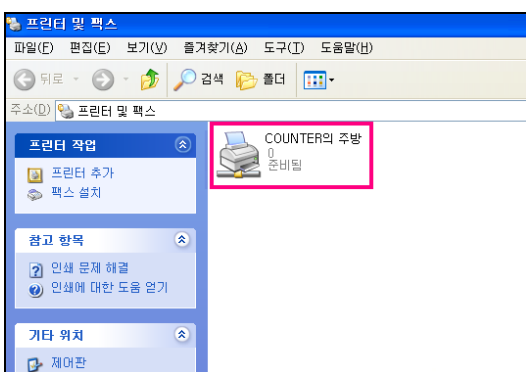 프린터 및 팩스
파일(F) 편집(E) 보기(V) 즐겨찾기(A) 도구(T) 도움말(H)
뒤로 검색 폴더
주소(D) 프린터 및 팩스
프린터 작업
프린터 추가
팩스 설치
참고 항목
인쇄 문제 해결
인쇄에 대한 도움 얻기
기타 위치
제어판
COUNTER의 주방
0
준비됨